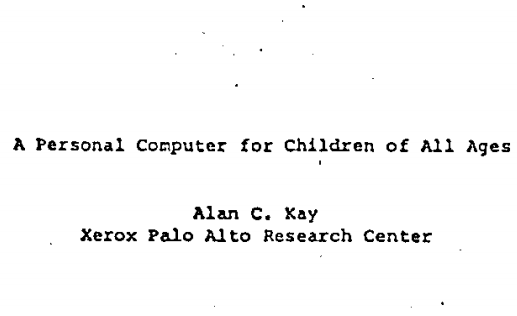 A Personal Computer for Children of All Ages
Alan C. Kay
Xerox Palo Alto Research Center